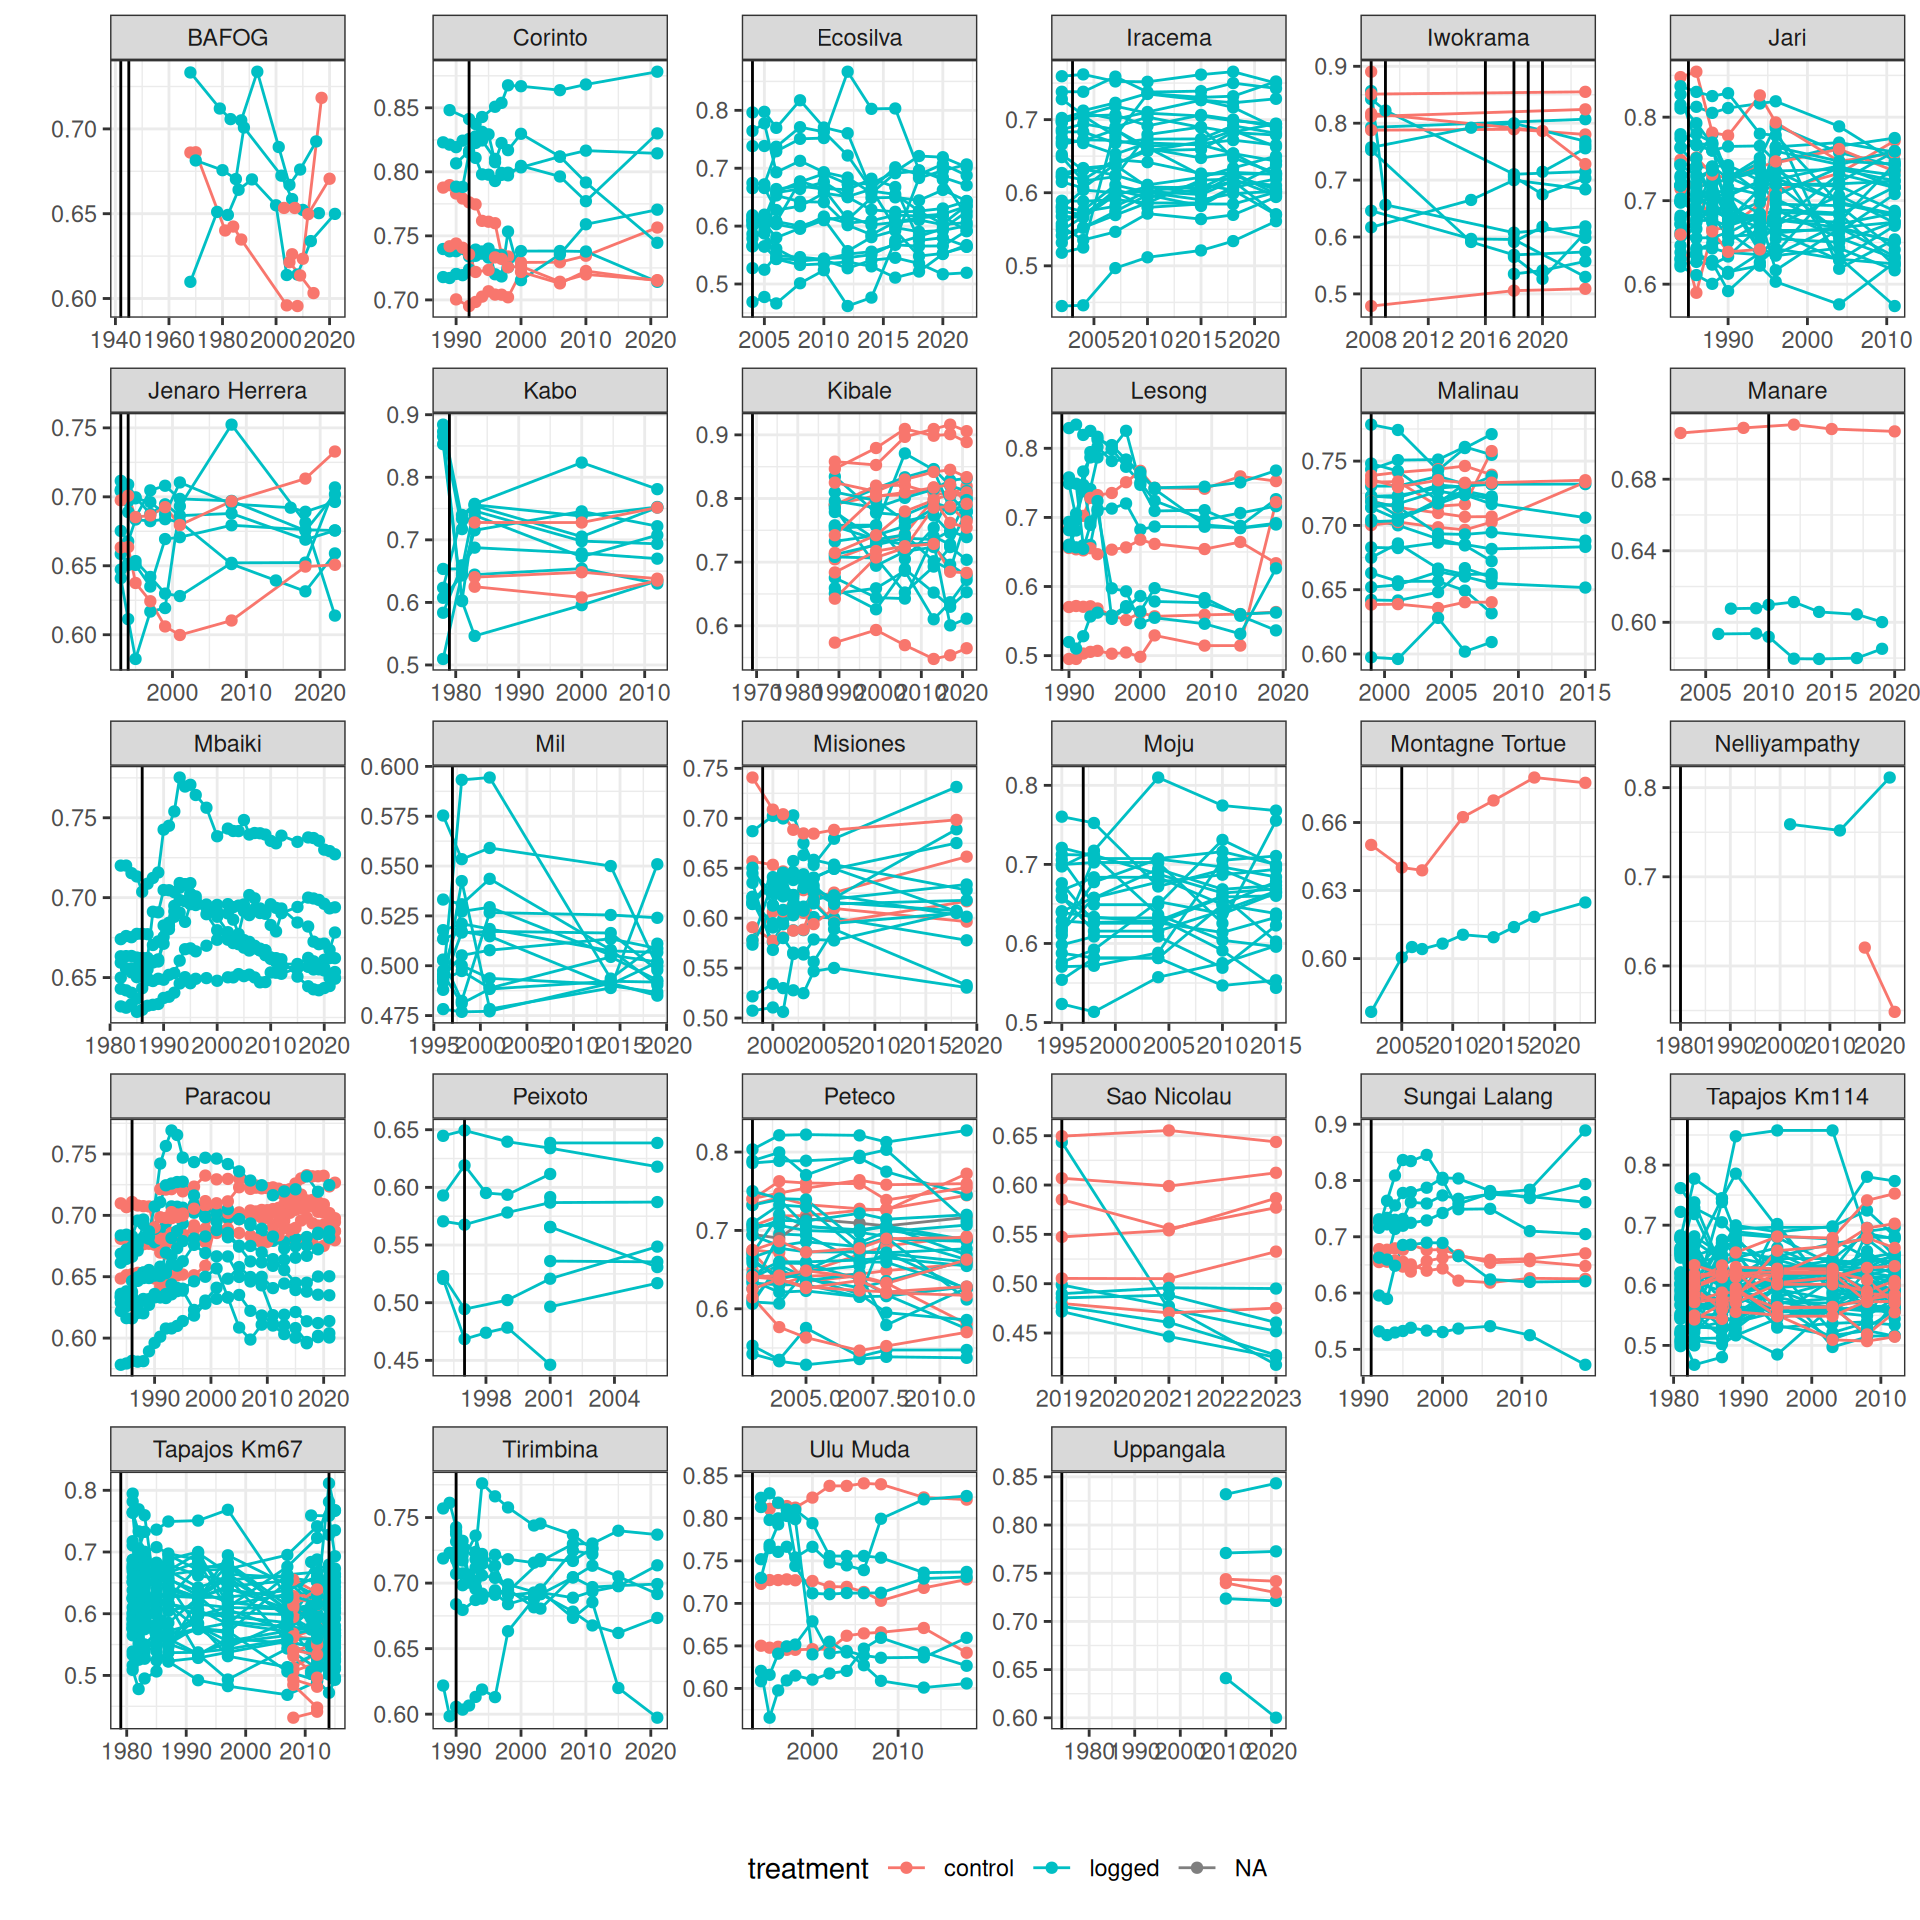 BAFOG Corinto Ecosilva Iracema Iwokrama Jari
0.70 0.65 0.60
0.85 0.80 0.75 0.70
0.8 0.7 0.6 0.5
0.7 0.6 0.5
0.9 0.8 0.7 0.6 0.5
0.8 0.7 0.6
1940 1960 1980 2000 2020 1990 2000 2010 2020 2005 2010 2015 2020 2005 2010 2015 2020 2008 2012 2016 2020 1990 2000 2010
Jenaro Herrera Kabo Kibale Lesong Malinau Manare
0.75 0.70 0.65 0.60
0.9 0.8 0.7 0.6 0.5
0.9 0.8 0.7 0.6
0.8 0.7 0.6 0.5
0.75 0.70 0.65 0.60
0.68 0.64 0.60
2000 2010 2020 1980 1990 2000 2010 1970 1980 1990 2000 2010 2020 1990 2000 2010 2020 2000 2005 2010 2015 2005 2010 2015 2020
Mbaiki Mil Misiones Moju Montagne Tortue Nelliyampathy
0.75 0.70 0.65
0.600 0.575 0.550 0.525 0.500 0.475
0.75 0.70 0.65 0.60 0.55 0.50
0.8 0.7 0.6 0.5
0.66 0.63 0.60
0.8 0.7 0.6
1980 1990 2000 2010 2020 1995 2000 2005 2010 2015 2020 2000 2005 2010 2015 2020 1995 2000 2005 2010 2015 2005 2010 2015 2020 1980 1990 2000 2010 2020
Paracou Peixoto Peteco Sao Nicolau Sungai Lalang Tapajos Km114
0.75 0.70 0.65 0.60
0.65 0.60 0.55 0.50 0.45
0.8 0.7 0.6
0.65 0.60 0.55 0.50 0.45
0.9 0.8 0.7 0.6 0.5
0.8 0.7 0.6 0.5
1990 2000 2010 2020 1998 2001 2004 2005.0 2007.5 2010.0 2019 2020 2021 2022 2023 1990 2000 2010 1980 1990 2000 2010
Tapajos Km67 Tirimbina Ulu Muda Uppangala
0.8 0.7 0.6 0.5
0.75 0.70 0.65 0.60
0.85 0.80 0.75 0.70 0.65 0.60
0.85 0.80 0.75 0.70 0.65 0.60
1980 1990 2000 2010 1990 2000 2010 2020 2000 2010 1980 1990 2000 2010 2020
treatment control logged NA